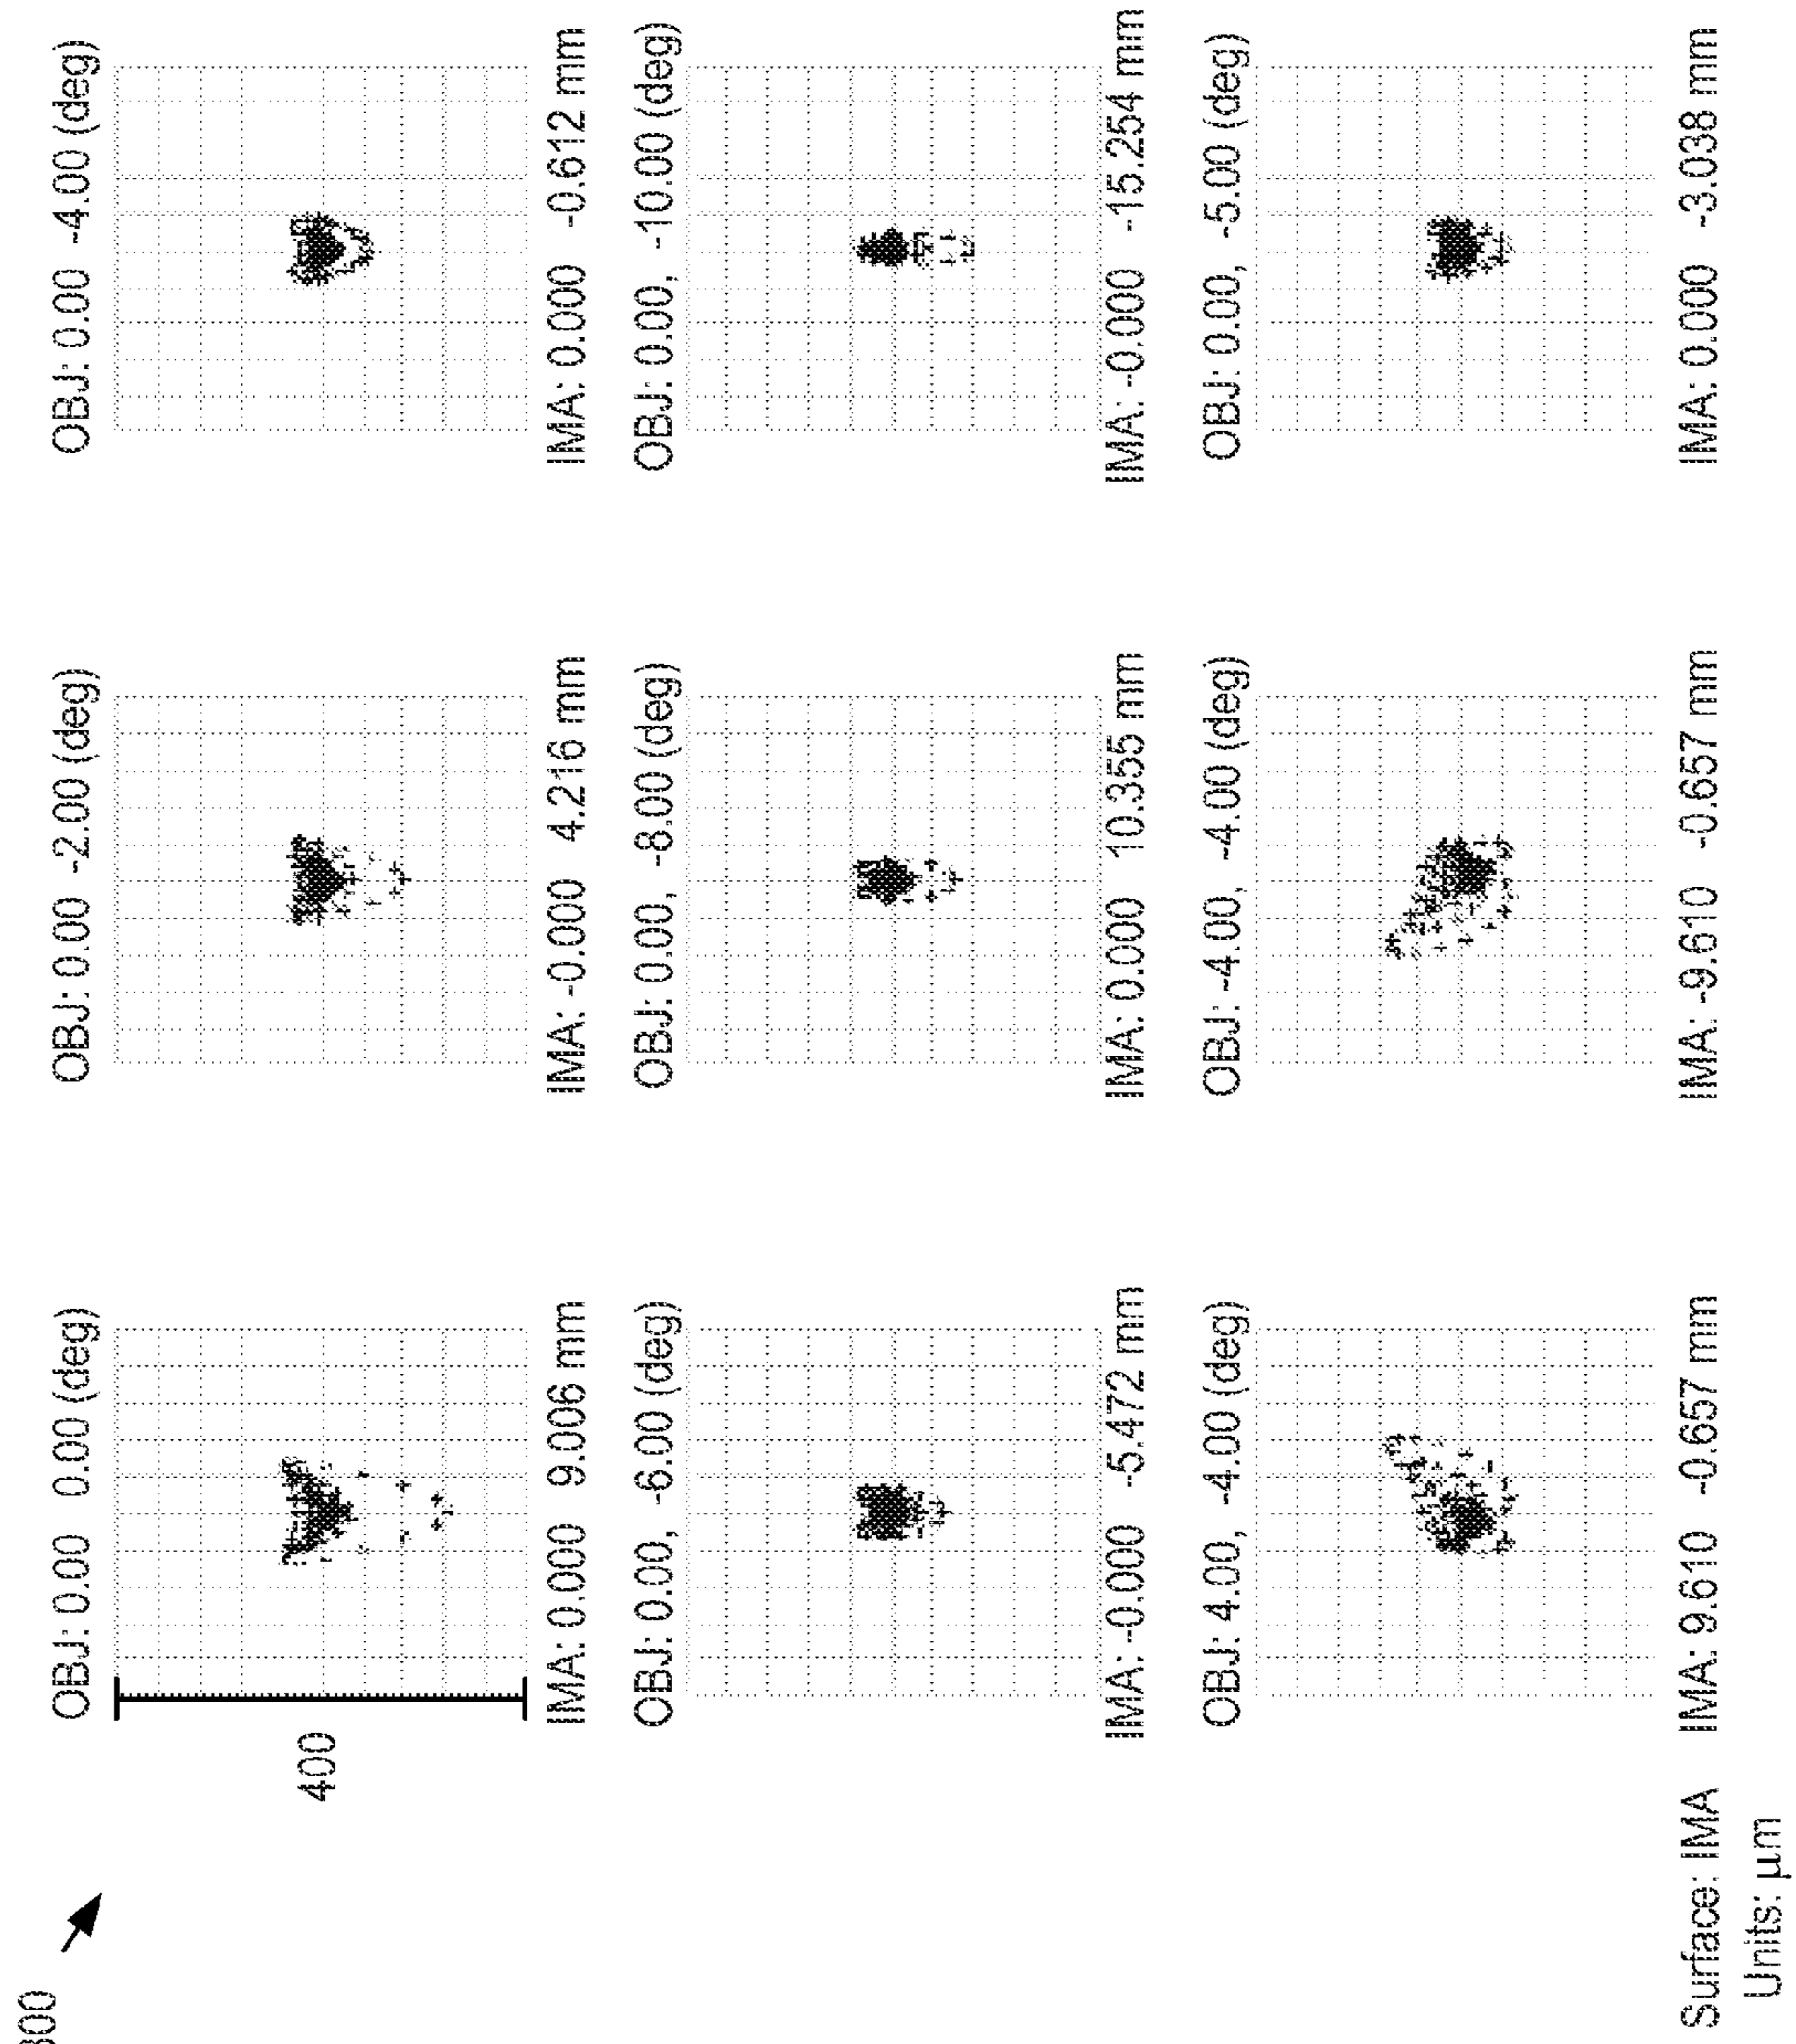 OBJ: 0.00 0.00 (deg)
OBJ: 0.00 -2.00 (deg)
OBJ: 0.00 -4.00 (deg)
400
IMA: 0.000 9.006 mm
IMA: -0.000 4.216 mm
IMA: 0.000 -0.612 mm
OBJ: 0.00, -6.00 (deg)
OBJ: 0.00, -8.00 (deg)
OBJ: 0.00, -10.00 (deg)
IMA: -0.000 -5.472 mm
IMA: 0.000 10.355 mm
IMA: -0.000 -15.254 mm
OBJ: 4.00, -4.00 (deg)
OBJ: -4.00, -4.00 (deg)
OBJ: 0.00, -5.00 (deg)
Surface: IMA
IMA: 9.610 -0.657 mm
IMA: -9.610 -0.657 mm
IMA: 0.000 -3.038 mm
Units: µm